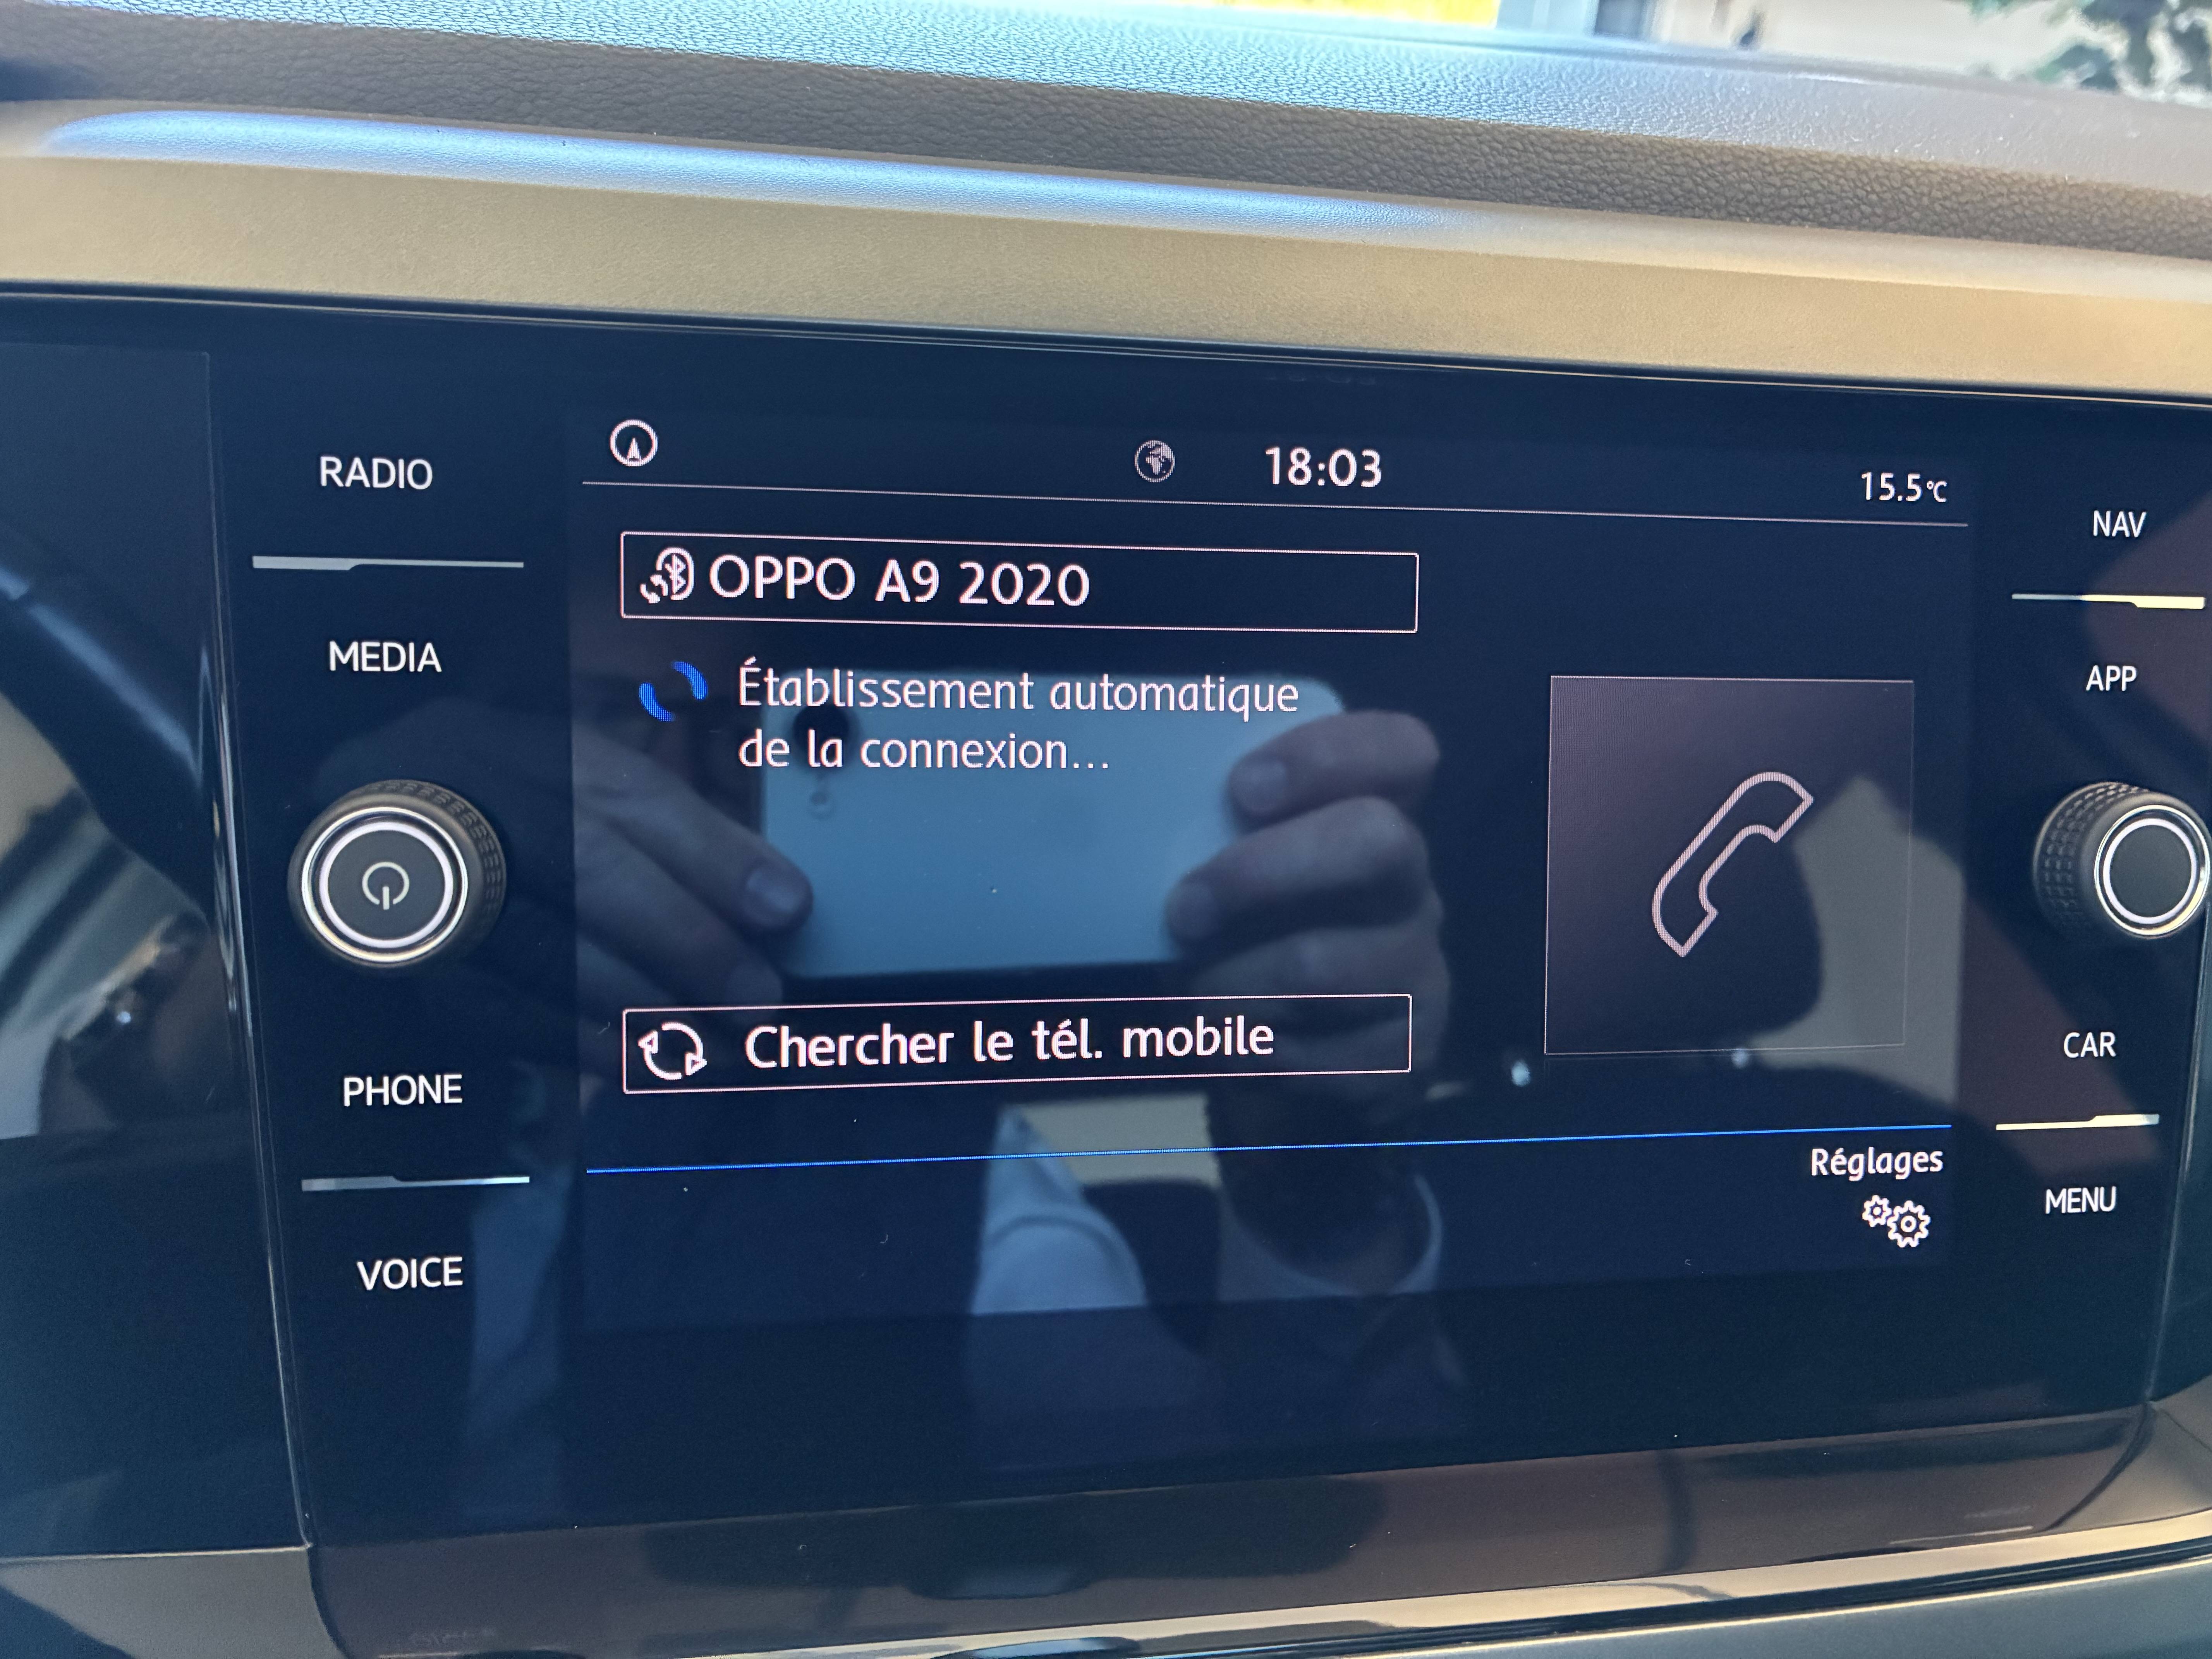 RADIO
MEDIA
PHONE
VOICE
18:03
15.5°C
OPPO A9 2020
Établissement automatique
de la connexion...
Chercher le tél. mobile
Réglages
NAV
APP
CAR
MENU